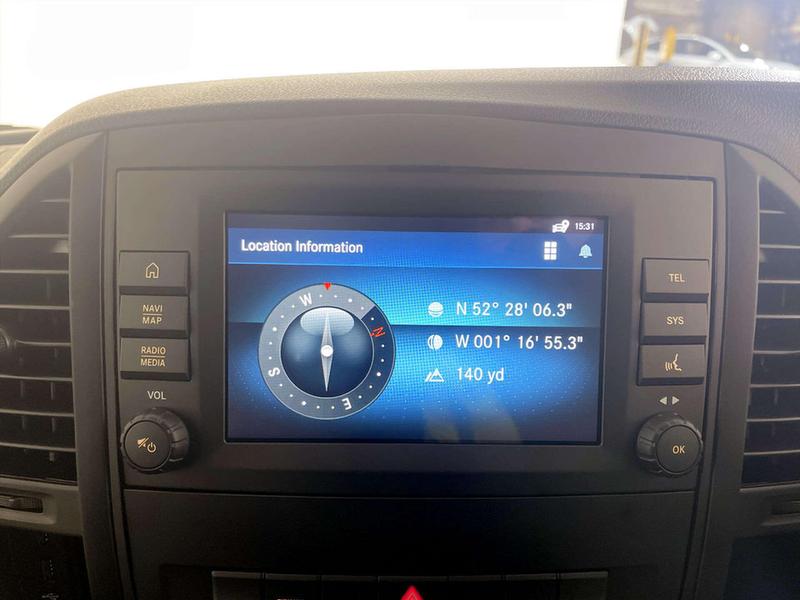 15:31
Location Information
W
N
S
E
N 52° 28' 06.3"
W 001° 16' 55.3"
140 yd
NAVI
MAP
RADIO
MEDIA
VOL
TEL
SYS
OK